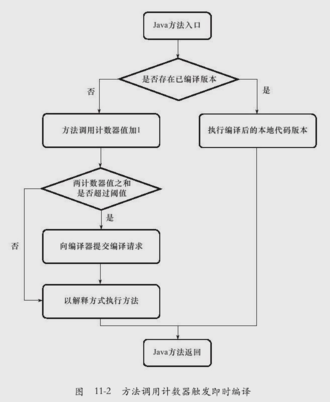 Java方法入口
是否存在已编译版本
否
是
方法调用计数器值加1
执行编译后的本地代码版本
两计数器值之和
是否超过阈值
是
否
向编译器提交编译请求
以解释方式执行方法
Java方法返回
图 11-2 方法调用计数器触发即时编译